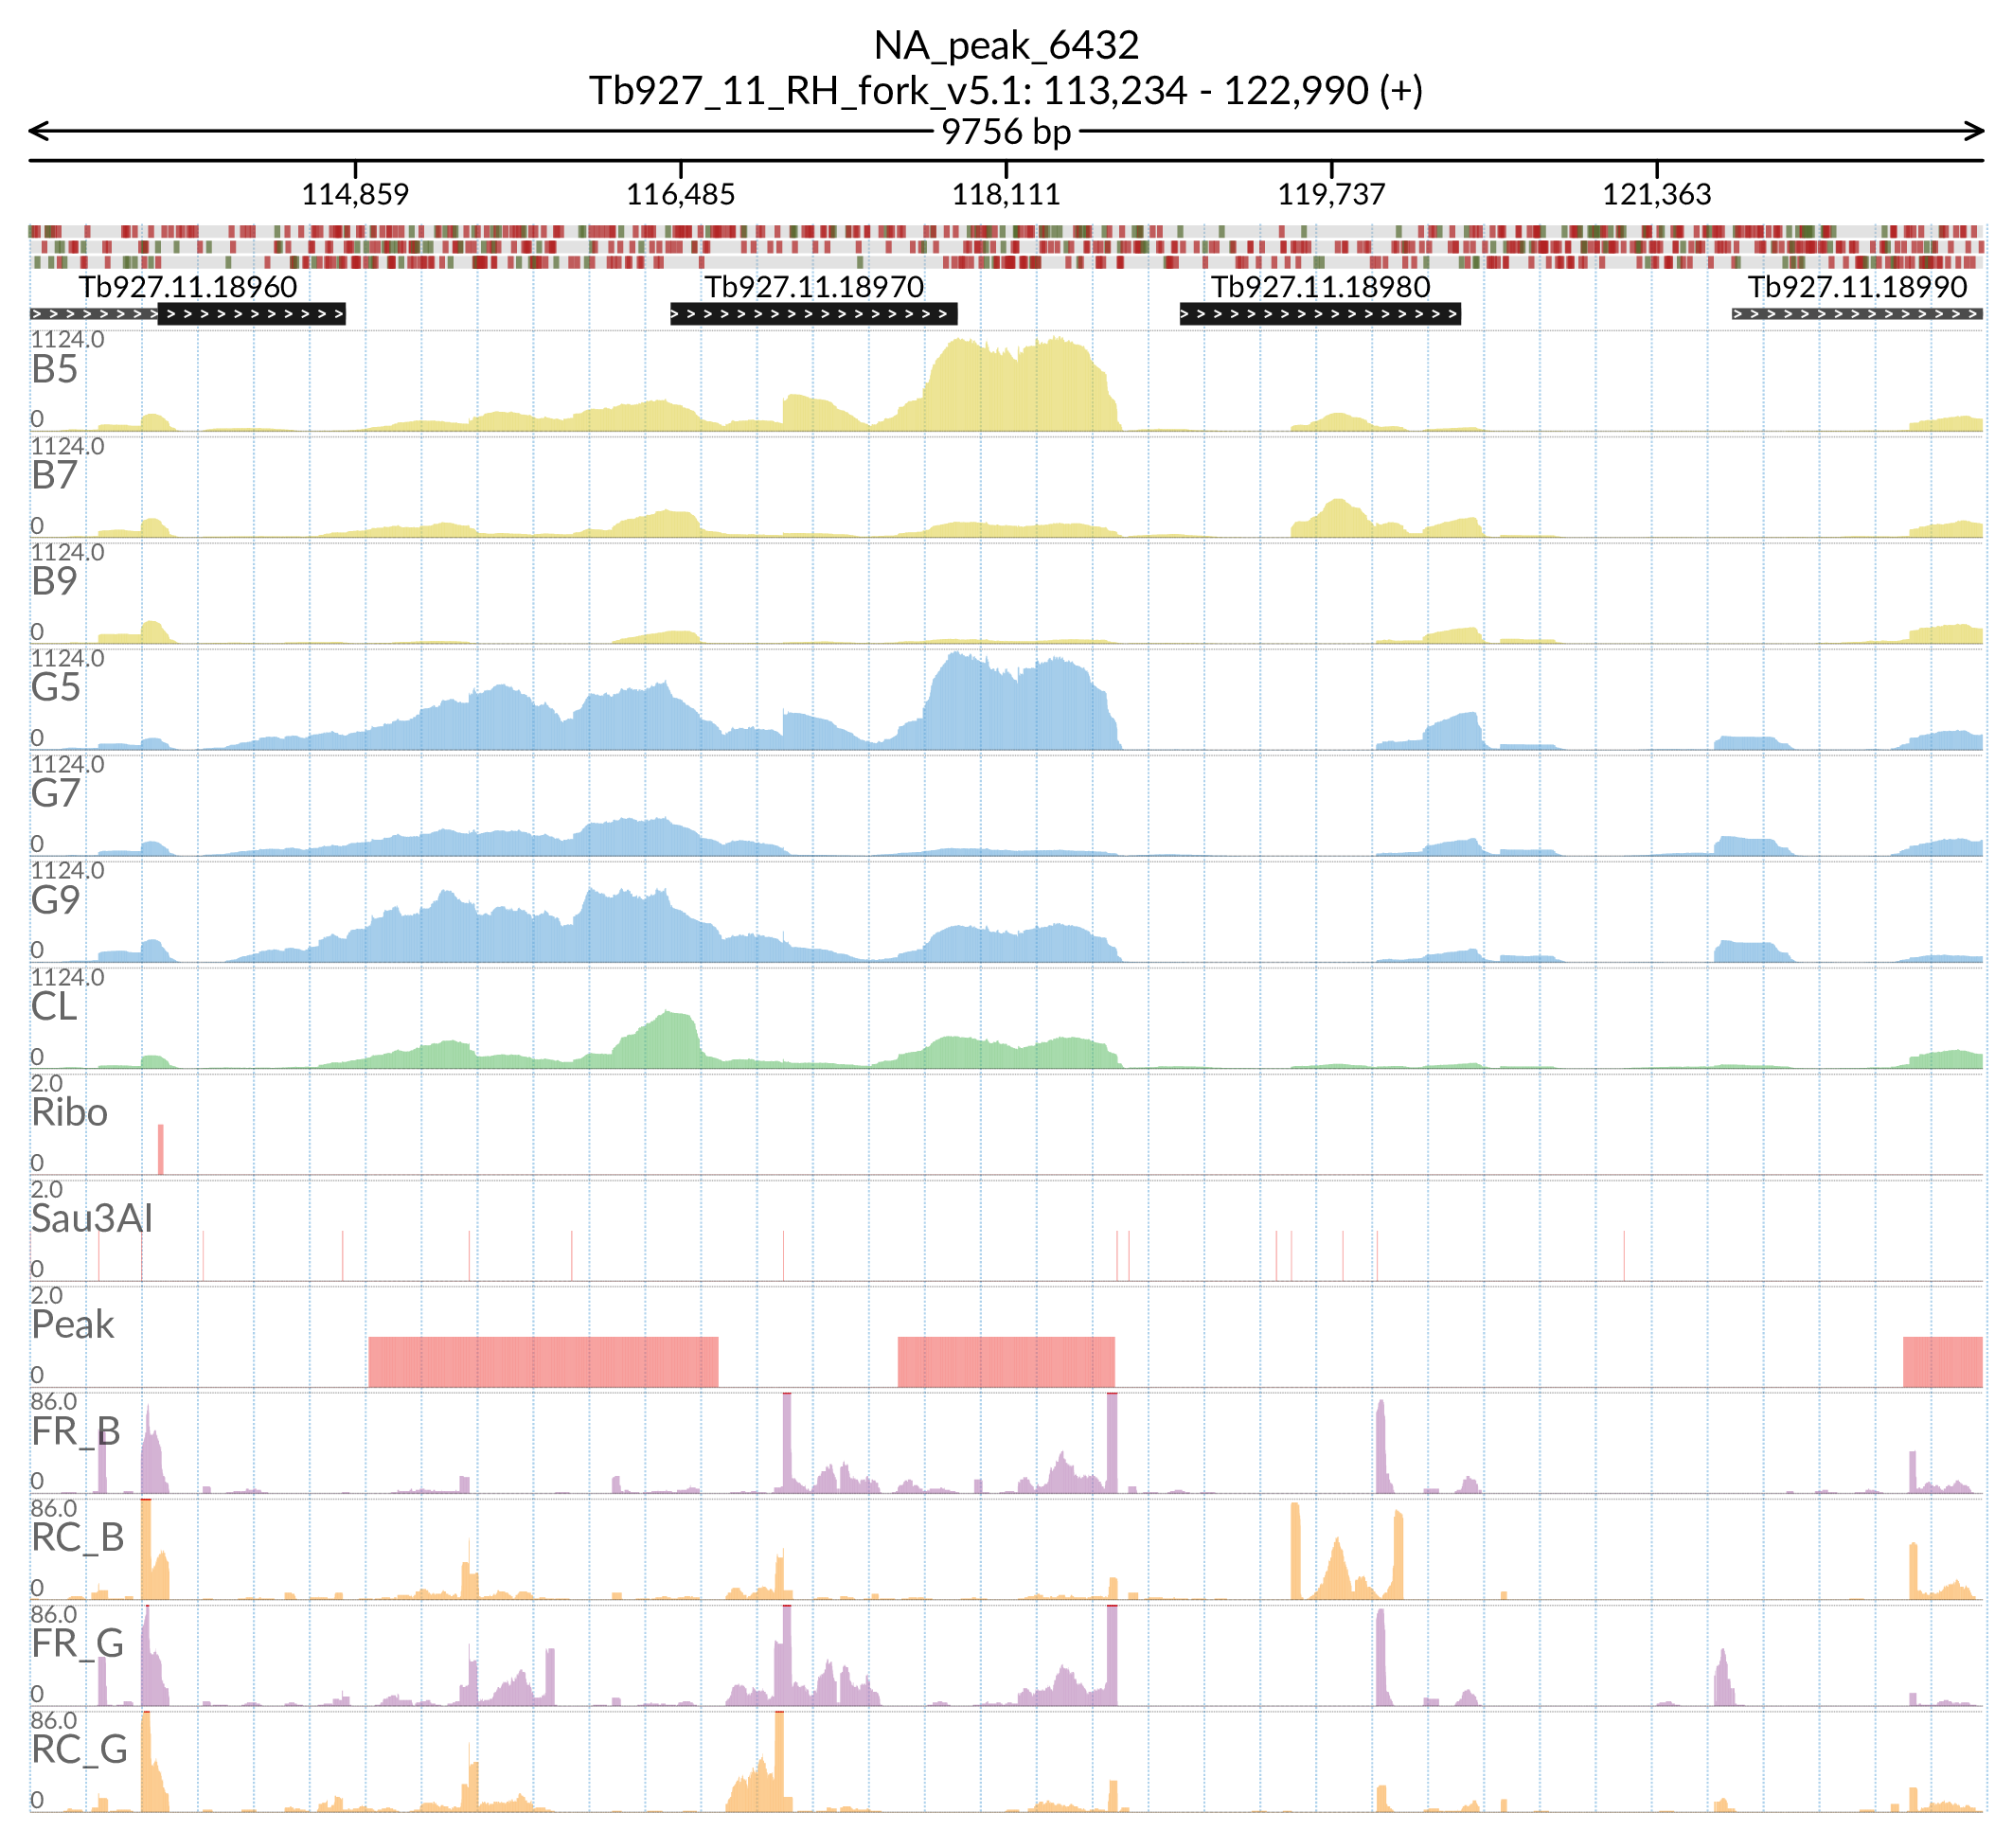 NA_peak_6432
Tb927_11_RH_fork_v5.1: 113,234 - 122,990 (+)
9756 bp
114,859 116,485 118,111 119,737 121,363
Tb927.11.18960 Tb927.11.18970 Tb927.11.18980 Tb927.11.18990
1124.0
B5
0
1124.0
B7
0
1124.0
B9
0
1124.0
G5
0
1124.0
G7
0
1124.0
G9
0
1124.0
CL
0
2.0
Ribo
0
2.0
Sau3AI
0
2.0
Peak
0
86.0
FR_B
0
86.0
RC_B
0
86.0
FR_G
0
86.0
RC_G
0